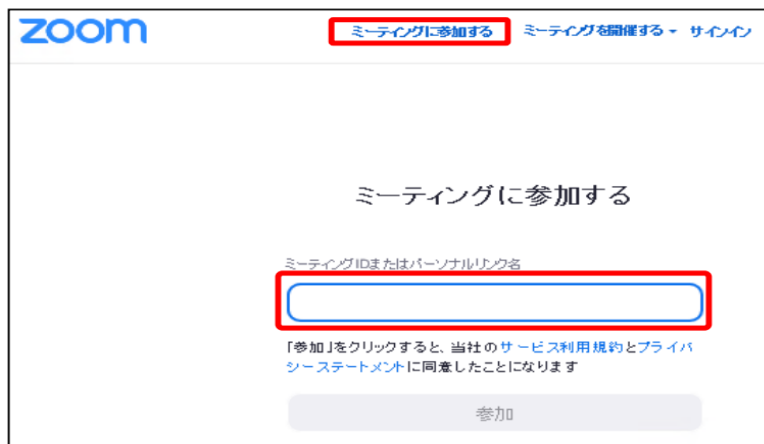 zoom ミーティングに参加する ミーティングを開催する サインイン
ミーティングに参加する
ミーティングIDまたはパーソナルリンク名
「参加」をクリックすると、当社のサービス利用規約とプライバ
シーステートメントに同意したことになります
参加